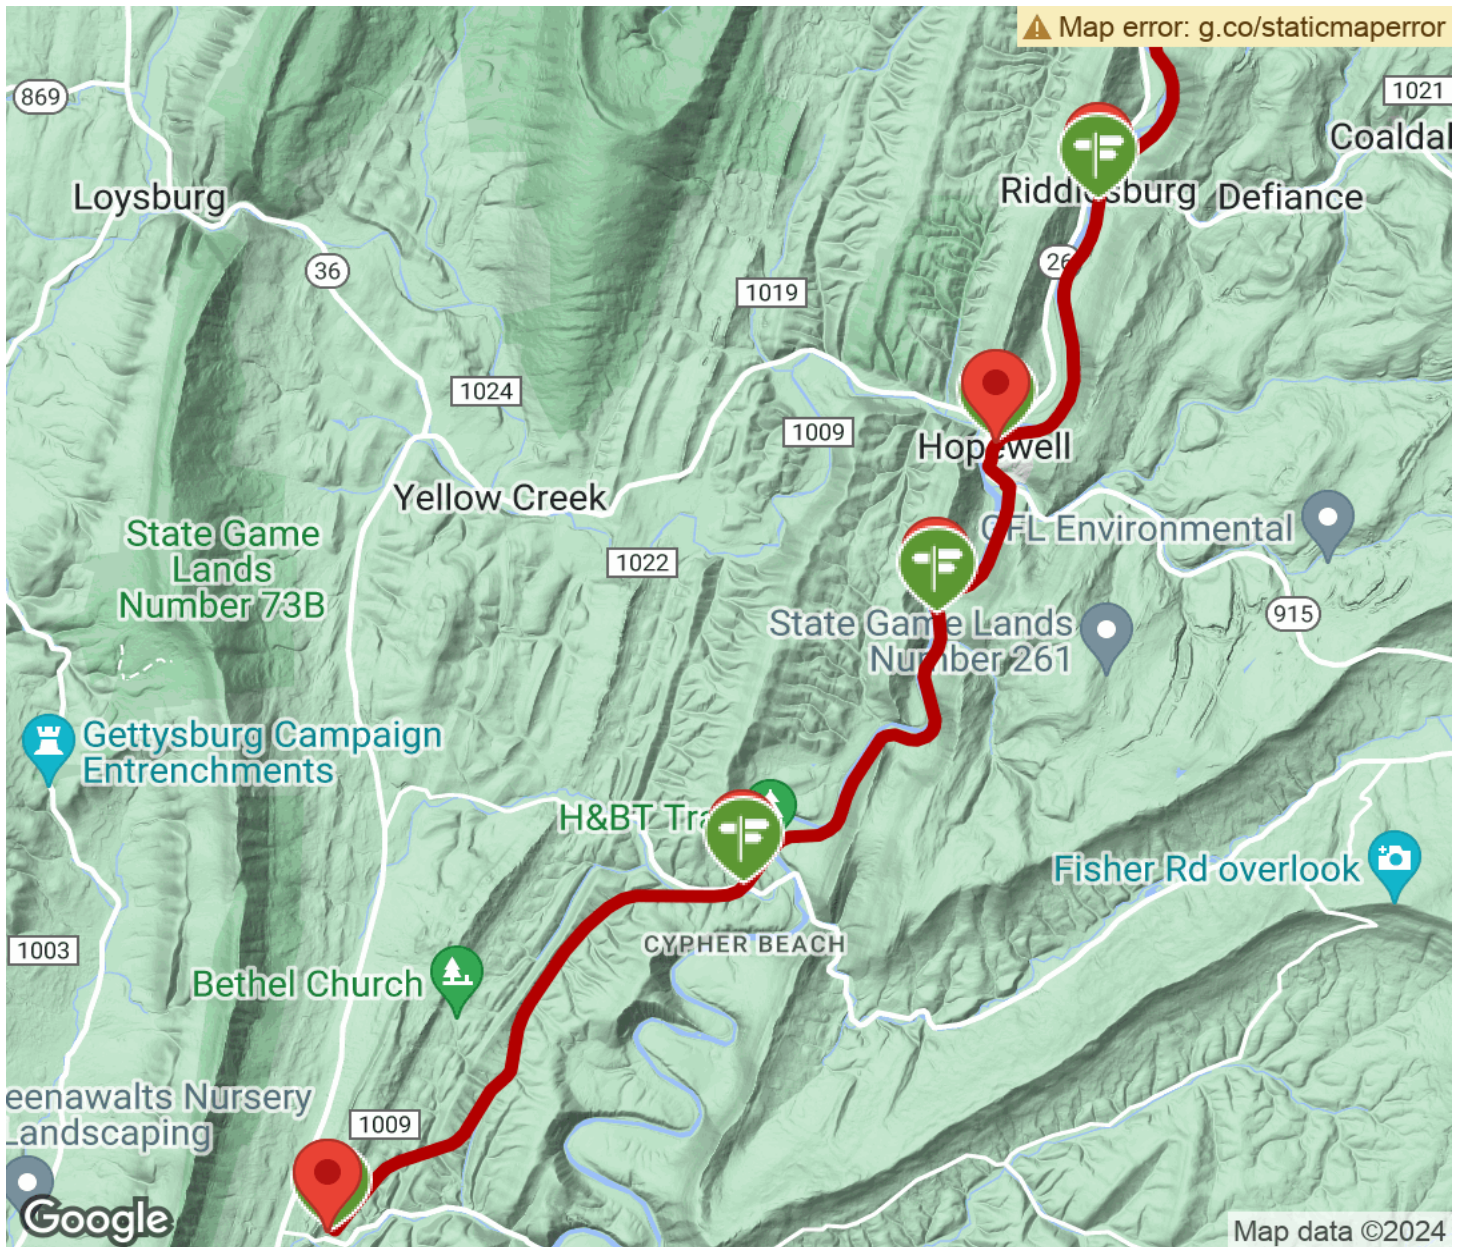 Map error: g.co/staticmaperror
869
1021
Coaldal
Loysburg
Riddlesburg
Defiance
36
26
1019
1024
1009
Hopewell
Yellow Creek
GFL Environmental
State Game
Lands
Number 73B
1022
915
State Game Lands
Number 261
Gettysburg Campaign
Entrenchments
H&BT Tra
Fisher Rd overlook
1003
CYPHER BEACH
Bethel Church
eenawalts Nursery
Landscaping
1009
Google
Map data ©2024